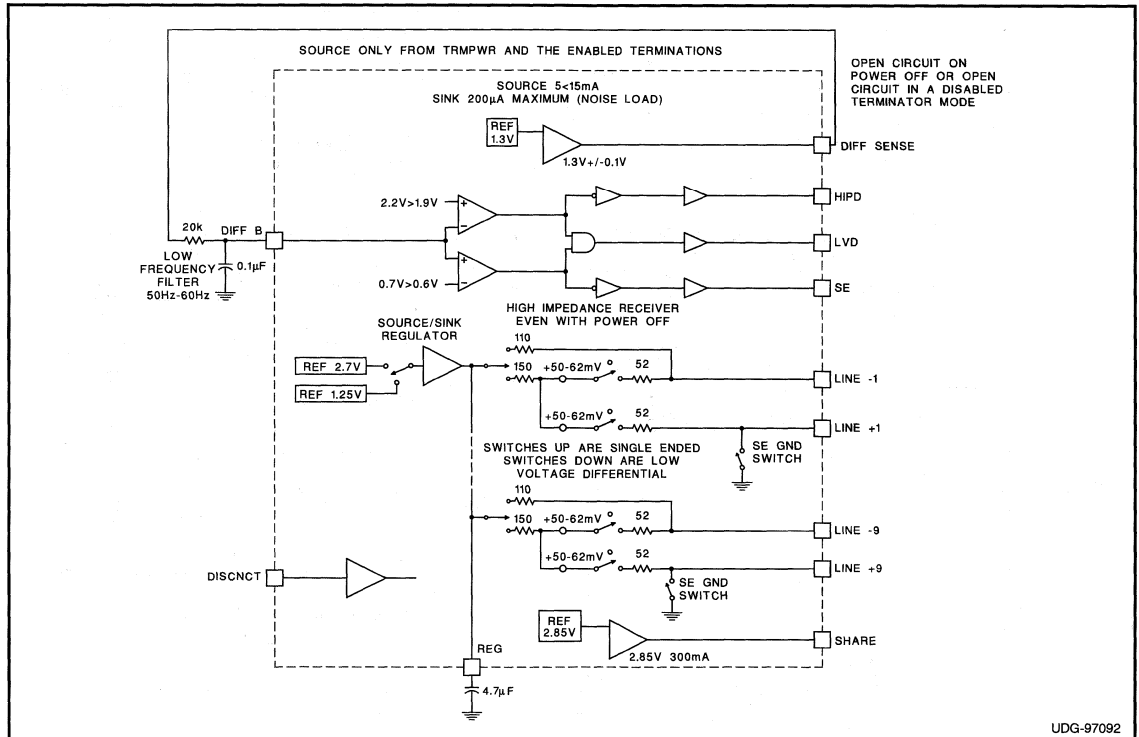 SOURCE ONLY FROM TRMPWR AND THE ENABLED TERMINATIONS
OPEN CIRCUIT ON
POWER OFF OR OPEN
CIRCUIT IN A DISABLED
TERMINATOR MODE
SOURCE 5<15mA
SINK 200µA MAXIMUM (NOISE LOAD)
REF
1.3V
1.3V+/-0.1V
DIFF SENSE
2.2V>1.9V
+
-
HIPD
20k
DIFF B
LVD
LOW
FREQUENCY
FILTER
50Hz-60Hz
0.1µF
+
-
0.7V>0.6V
SE
HIGH IMPEDANCE RECEIVER
EVEN WITH POWER OFF
SOURCE/SINK
REGULATOR
110
REF 2.7V
150
+50-62mV
52
LINE -1
REF 1.25V
+50-62mV
52
LINE +1
SE GND
SWITCH
SWITCHES UP ARE SINGLE ENDED
SWITCHES DOWN ARE LOW
VOLTAGE DIFFERENTIAL
110
150
+50-62mV
52
LINE -9
+50-62mV
52
LINE +9
DISCNCT
SE GND
SWITCH
REF
2.85V
SHARE
2.85V 300mA
REG
4.7µF
UDG-97092